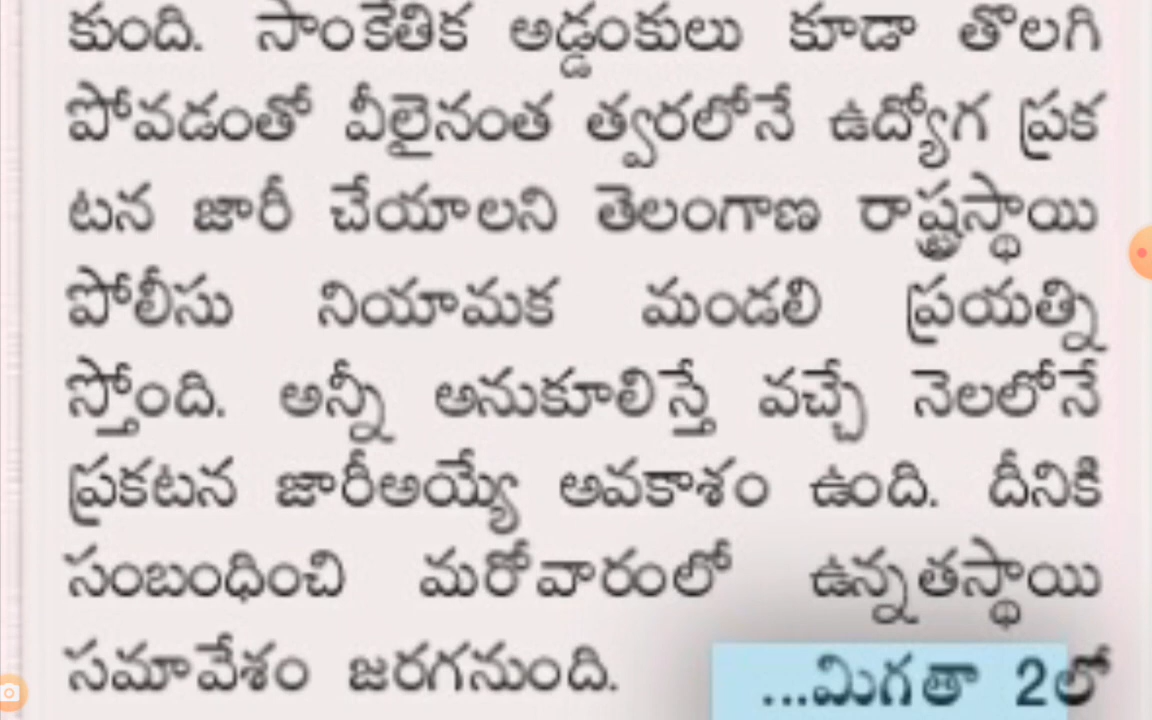 కుంది. సాంకేతిక అడ్డంకులు కూడా తొలగి
పోవడంతో వీలైనంత త్వరలోనే ఉద్యోగ ప్రక
టన జారీ చేయాలని తెలంగాణ రాష్ట్రస్థాయి
పోలీసు నియామక మండలి ప్రయత్ని
స్తోంది. అన్నీ అనుకూలిస్తే వచ్చే నెలలోనే
ప్రకటన జారీఅయ్యే అవకాశం ఉంది. దీనికి
సంబంధించి మరోవారంలో ఉన్నతస్థాయి
సమావేశం జరగనుంది. ...మిగతా 2లో